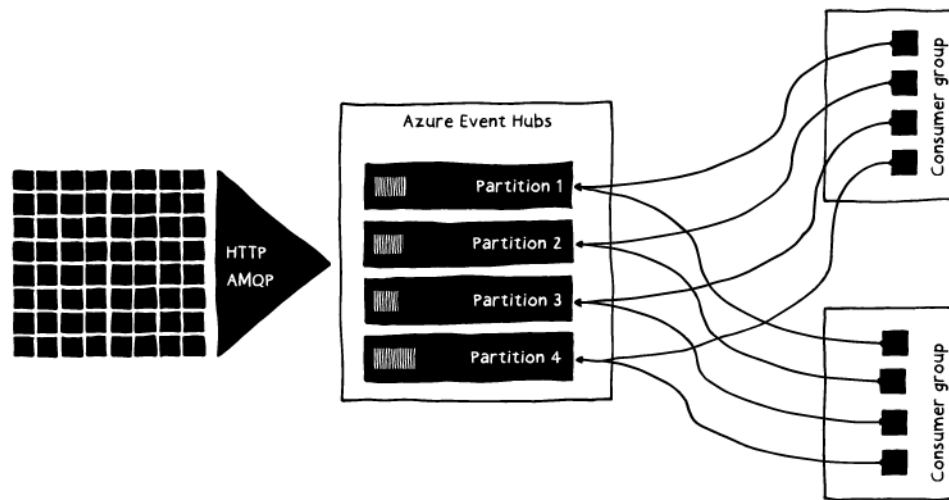 HTTP
AMQP
Azure Event Hubs
Partition 1
Partition 2
Partition 3
Partition 4
Consumer group
Consumer group